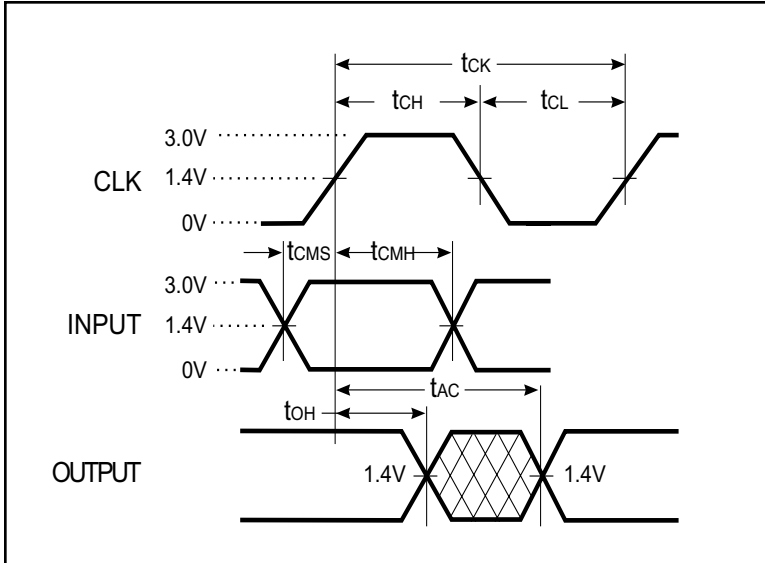 tCK
tCH tCL
3.0V
CLK 1.4V
0V
tCMS tCMH
3.0V
INPUT 1.4V
0V
tAC
tOH
OUTPUT 1.4V 1.4V